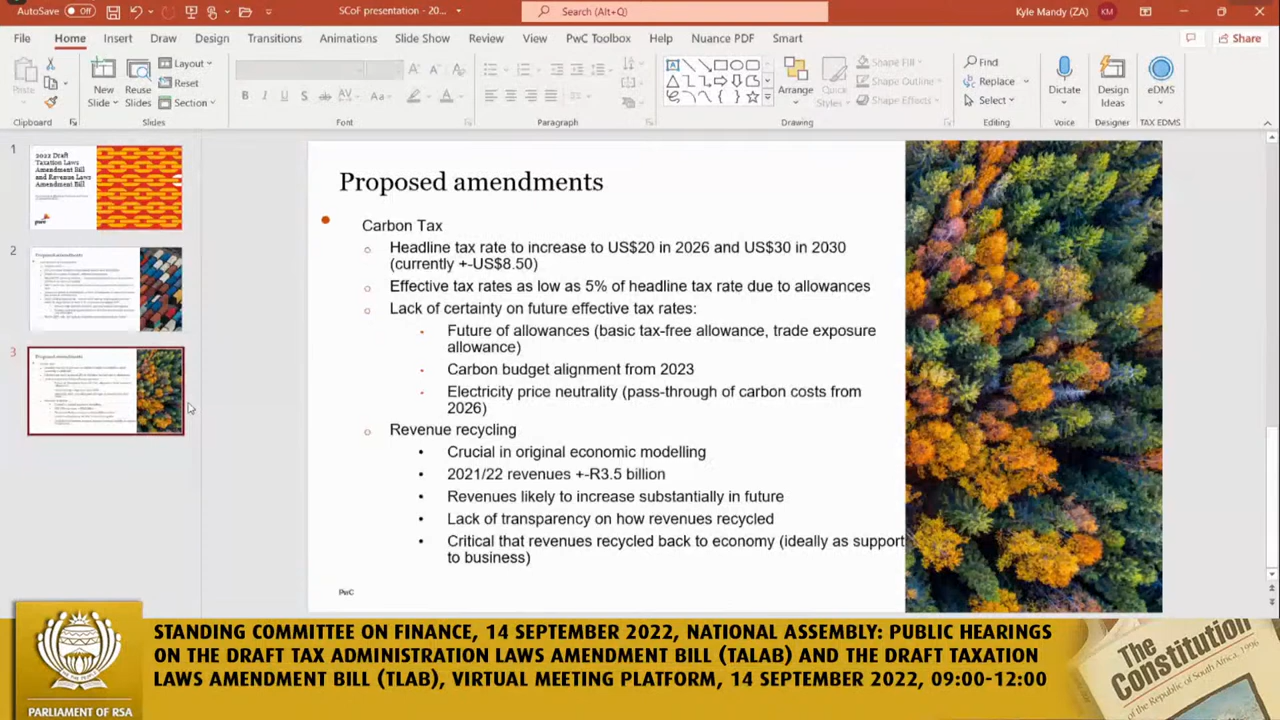 AutoSave Off
SCoF presentation - 20...
Search (Alt+Q)
Kyle Mandy (ZA) KM
File Home Insert Draw Design Transitions Animations Slide Show Review View PwC Toolbox Help Nuance PDF Smart
Share
Paste
New
Slide
Reuse
Slides
Layout
Reset
Section
Arrange
Quick
Styles
Shape Fill
Shape Outline
Shape Effects
Find
Replace
Select
Dictate
Design
Ideas
eDMS
Clipboard Slides Font Paragraph Drawing Editing Voice Designer TAX EDMS
1
2022 Draft
Taxation Laws
Amendment Bill
and Revenue Laws
Amendment Bill
pwc
2
Proposed amendments
3
Proposed amendments
Proposed amendments
Carbon Tax
Headline tax rate to increase to US$20 in 2026 and US$30 in 2030
(currently +-US$8.50)
Effective tax rates as low as 5% of headline tax rate due to allowances
Lack of certainty on future effective tax rates:
Future of allowances (basic tax-free allowance, trade exposure
allowance)
Carbon budget alignment from 2023
Electricity price neutrality (pass-through of carbon costs from
2026)
Revenue recycling
Crucial in original economic modelling
2021/22 revenues +-R3.5 billion
Revenues likely to increase substantially in future
Lack of transparency on how revenues recycled
Critical that revenues recycled back to economy (ideally as support
to business)
PwC
STANDING COMMITTEE ON FINANCE, 14 SEPTEMBER 2022, NATIONAL ASSEMBLY: PUBLIC HEARINGS
ON THE DRAFT TAX ADMINISTRATION LAWS AMENDMENT BILL (TALAB) AND THE DRAFT TAXATION
LAWS AMENDMENT BILL (TLAB), VIRTUAL MEETING PLATFORM, 14 SEPTEMBER 2022, 09:00-12:00
PARLIAMENT OF RSA
The
Constitution
of the Republic of South Africa, 1996